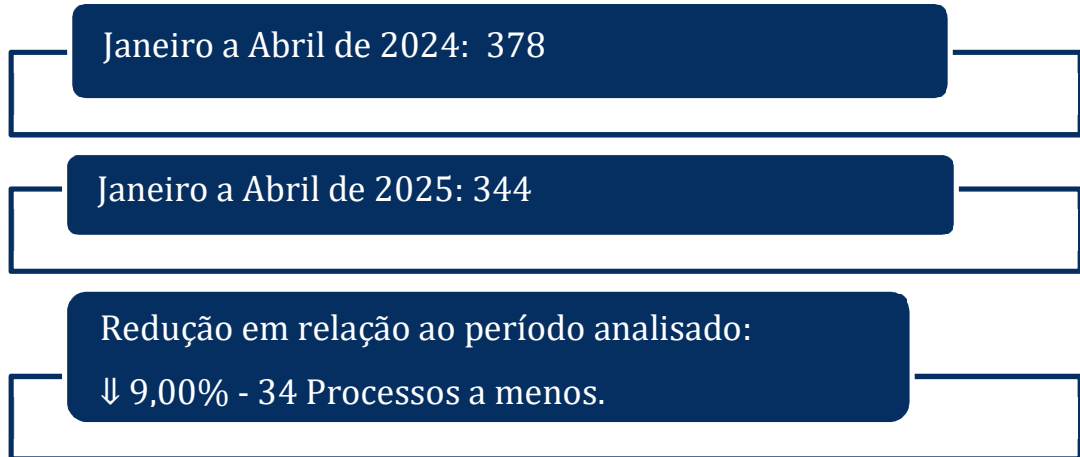 Janeiro a Abril de 2024:  378
Janeiro a Abril de 2025: 344
Redução em relação ao período analisado:
⇓ 9,00% - 34 Processos a menos.